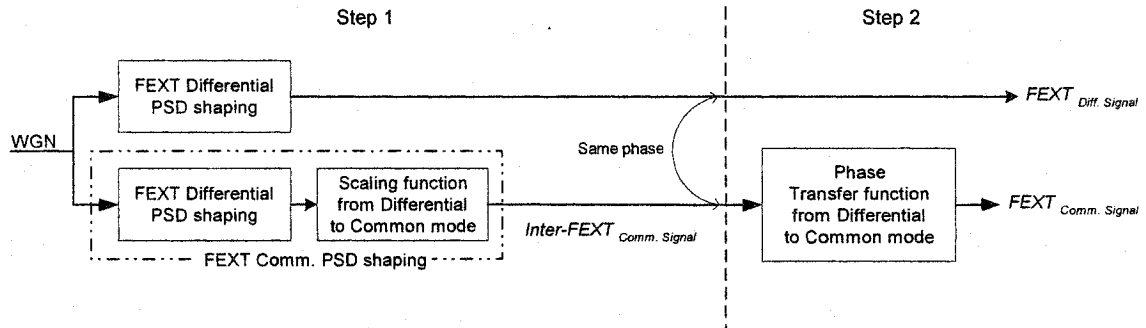 Step 1
Step 2
FEXT Differential
PSD shaping
FEXT Diff. Signal
WGN
Same phase
FEXT Differential
PSD shaping
Scaling function
from Differential
to Common mode
Inter-FEXT Comm. Signal
Phase
Transfer function
from Differential
to Common mode
FEXT Comm. Signal
FEXT Comm. PSD shaping